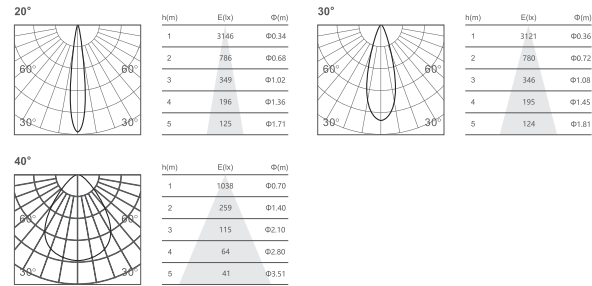 20°
h(m) E(lx) Φ(m)
1 3146 Φ0.34
2 786 Φ0.68
3 349 Φ1.02
4 196 Φ1.36
5 125 Φ1.71
60° 60°
30° 30°
30°
h(m) E(lx) Φ(m)
1 3121 Φ0.36
2 780 Φ0.72
3 346 Φ1.08
4 195 Φ1.45
5 124 Φ1.81
60° 60°
30° 30°
40°
h(m) E(lx) Φ(m)
1 1038 Φ0.70
2 259 Φ1.40
3 115 Φ2.10
4 64 Φ2.80
5 41 Φ3.51
60° 60°
30° 30°